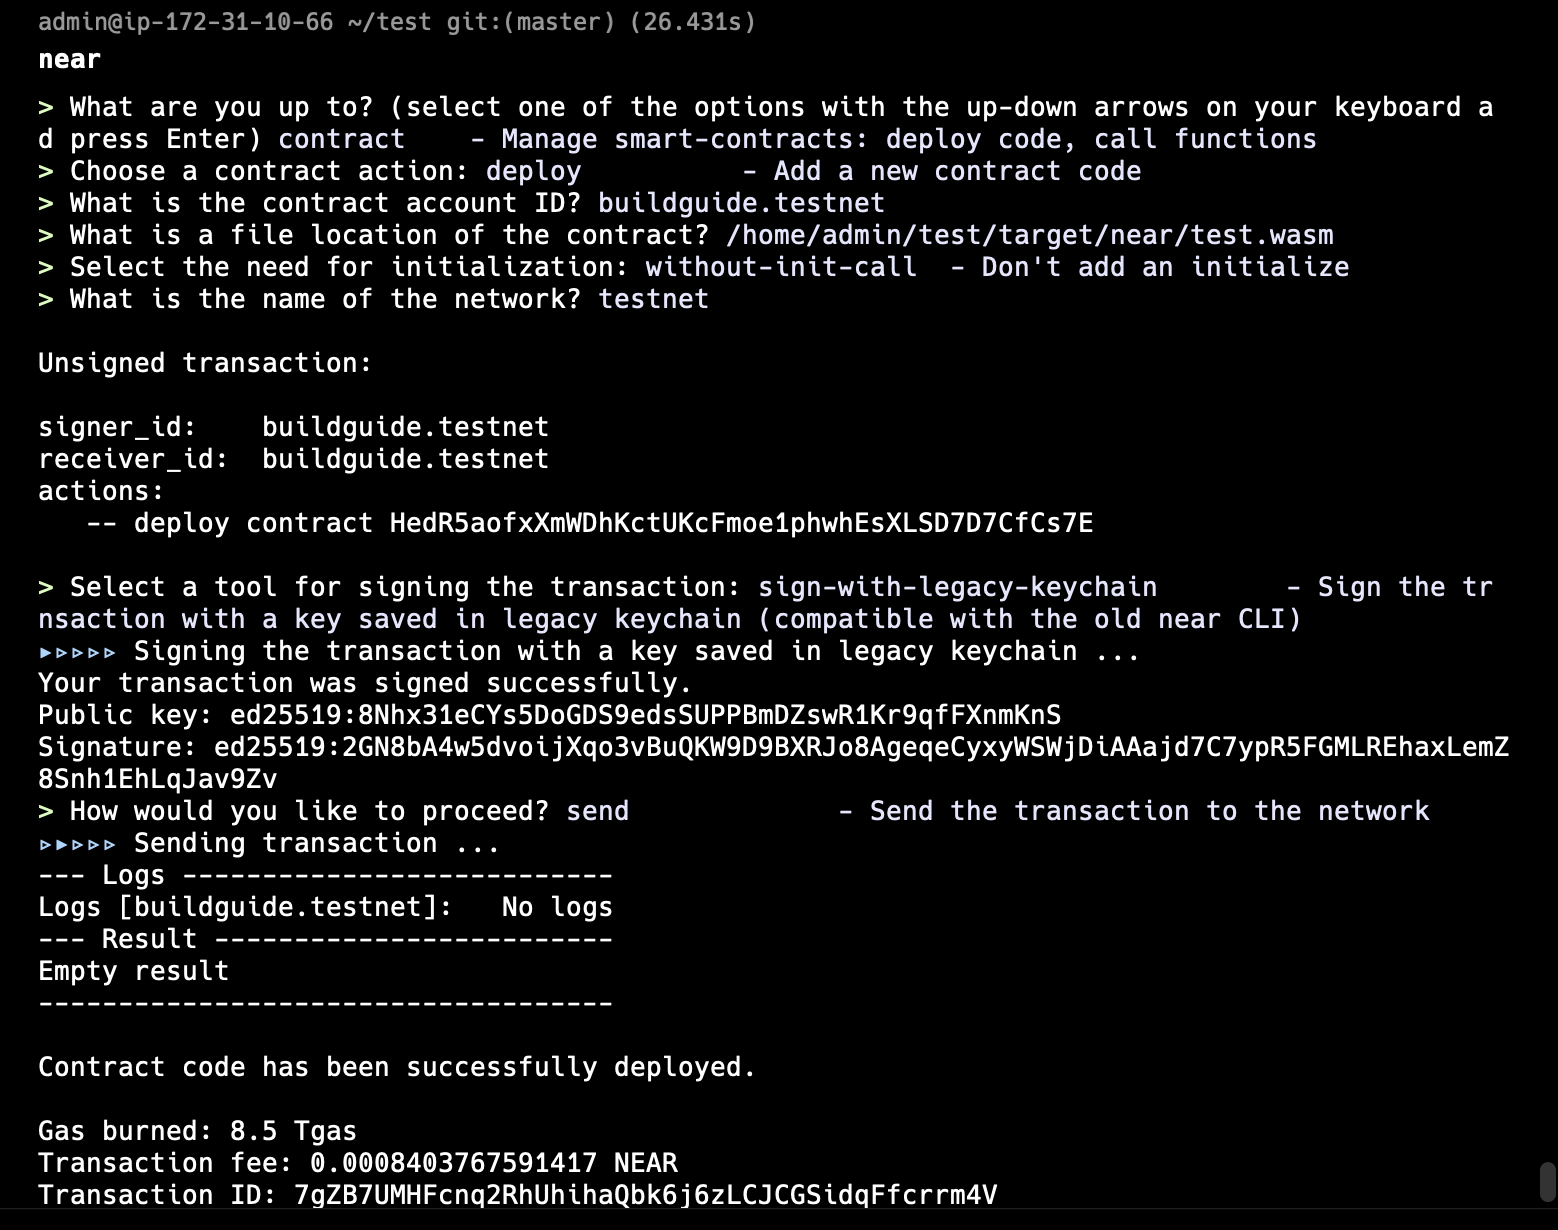 admin@ip-172-31-10-66 ~/test git:(master) (26.431s)
near
> What are you up to? (select one of the options with the up-down arrows on your keyboard a
d press Enter) contract    - Manage smart-contracts: deploy code, call functions
> Choose a contract action: deploy          - Add a new contract code
> What is the contract account ID? buildguide.testnet
> What is a file location of the contract? /home/admin/test/target/near/test.wasm
> Select the need for initialization: without-init-call  - Don't add an initialize
> What is the name of the network? testnet
Unsigned transaction:
signer_id:    buildguide.testnet
receiver_id:  buildguide.testnet
actions:
   -- deploy contract HedR5aofxXmWDhKctUKcFmoe1phwhEsXLSD7D7CfCs7E
> Select a tool for signing the transaction: sign-with-legacy-keychain        - Sign the tr
nsaction with a key saved in legacy keychain (compatible with the old near CLI)
▸▹▹▹▹ Signing the transaction with a key saved in legacy keychain ...
Your transaction was signed successfully.
Public key: ed25519:8Nhx31eCYs5DoGDS9edsSUPPBmDZswR1Kr9qfFXnmKnS
Signature: ed25519:2GN8bA4w5dvoijXqo3vBuQKW9D9BXRJo8AgeqeCyxyWSWjDiAAajd7C7ypR5FGMLREhaxLemZ
8Snh1EhLqJav9Zv
> How would you like to proceed? send             - Send the transaction to the network
▹▸▹▹▹ Sending transaction ...
--- Logs ---------------------------
Logs [buildguide.testnet]:   No logs
--- Result -------------------------
Empty result
------------------------------------
Contract code has been successfully deployed.
Gas burned: 8.5 Tgas
Transaction fee: 0.0008403767591417 NEAR
Transaction ID: 7gZB7UMHFcnq2RhUhihaQbk6j6zLCJCGSidqFfcrrm4V